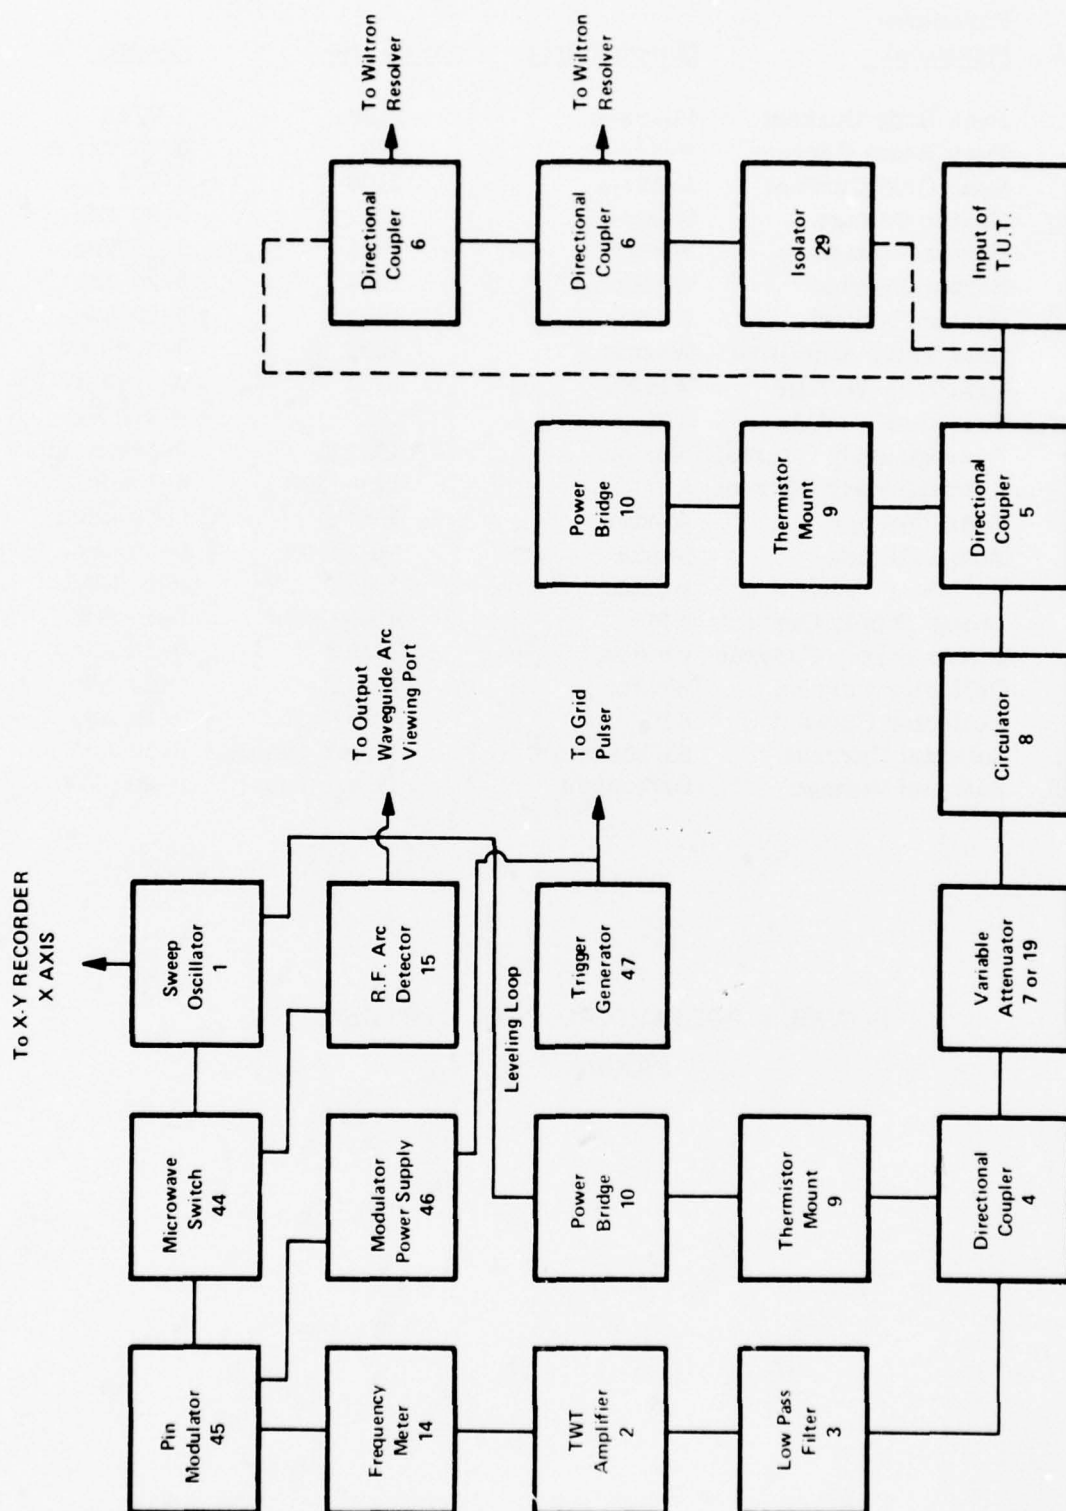 To X-Y RECORDER
X AXIS
Pin
Modulator
45
Microwave
Switch
44
Sweep
Oscillator
1
Frequency
Meter
14
Modulator
Power Supply
46
R.F. Arc
Detector
15
To Output
Waveguide Arc
Viewing Port
Directional
Coupler
6
To Wiltron
Resolver
Leveling Loop
TWT
Amplifier
2
Power
Bridge
10
Trigger
Generator
47
To Grid
Pulser
Power
Bridge
10
Directional
Coupler
6
To Wiltron
Resolver
Low Pass
Filter
3
Thermistor
Mount
9
Thermistor
Mount
9
Isolator
29
Directional
Coupler
4
Variable
Attenuator
7 or 19
Circulator
8
Directional
Coupler
5
Input of
T.U.T.